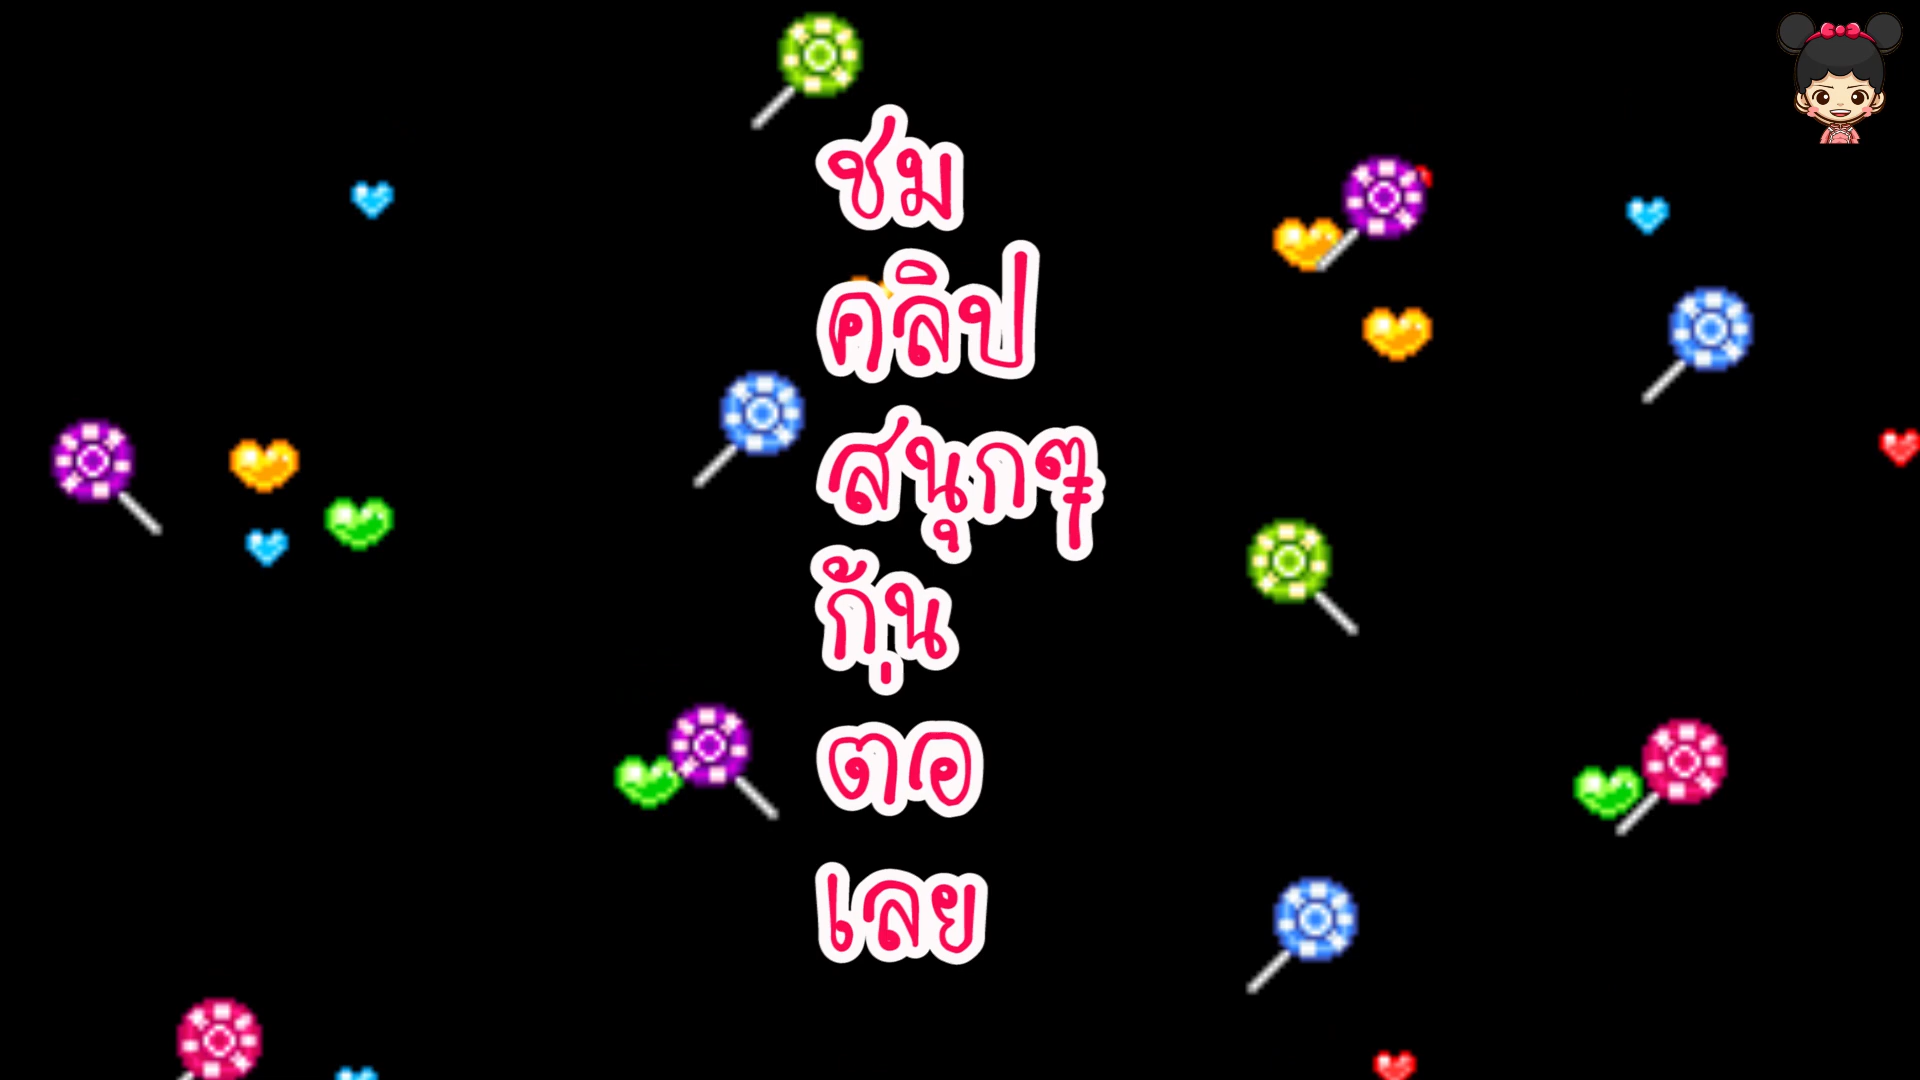 ชม
คลิป
สนุกๆ
กัน
ตอ
เลย